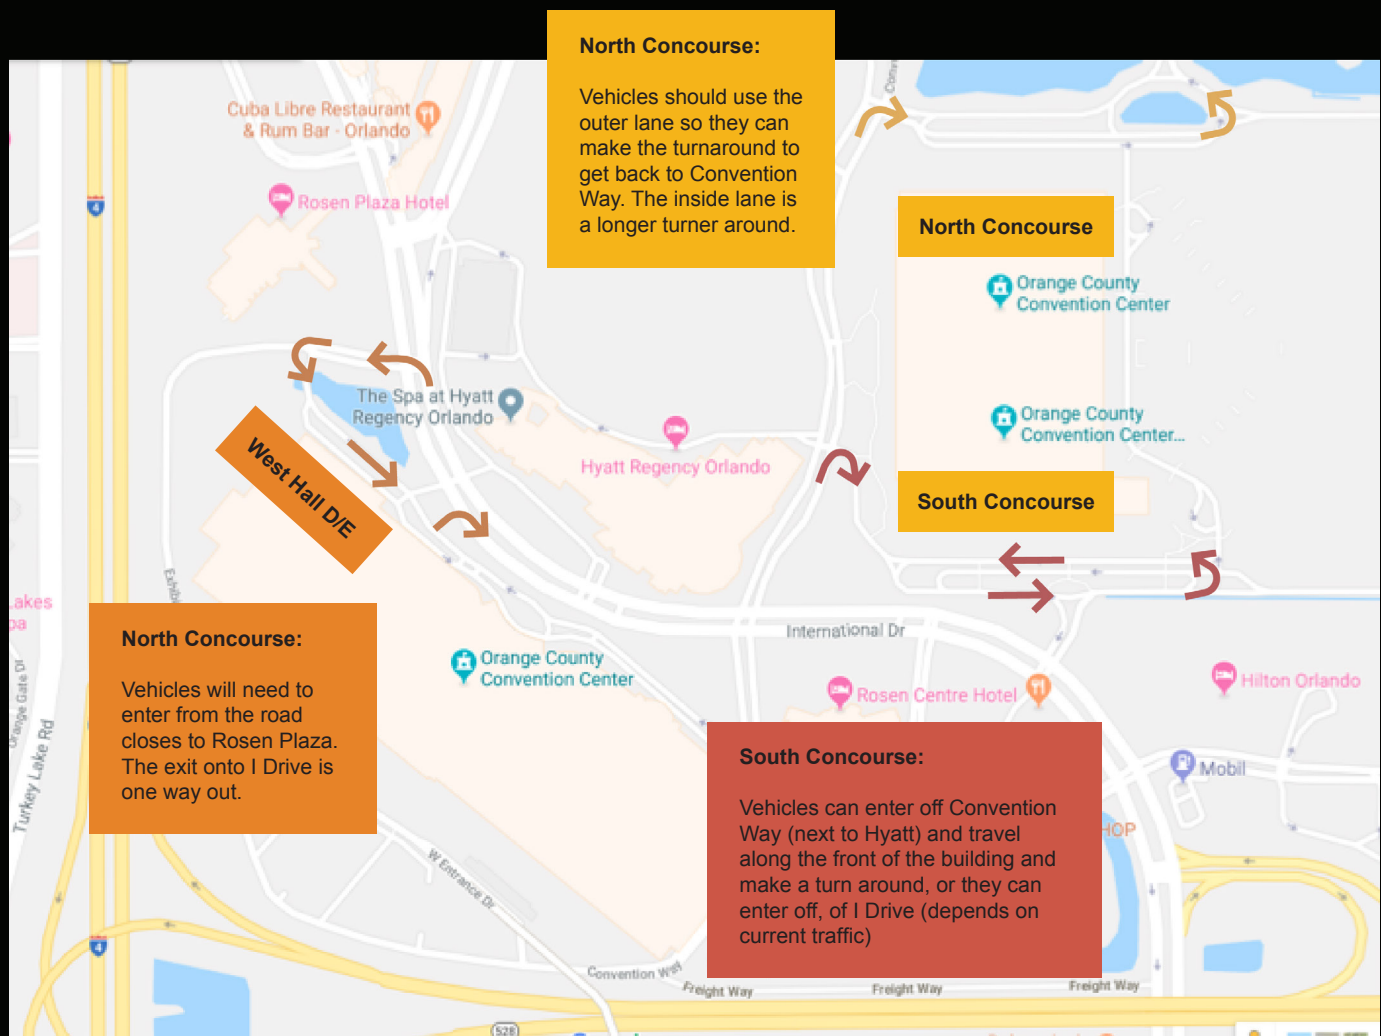 North Concourse:
Vehicles should use the
outer lane so they can
make the turnaround to
get back to Convention
Way. The inside lane is
a longer turner around.
Cuba Libre Restaurant
& Rum Bar - Orlando
4
Rosen Plaza Hotel
North Concourse
Orange County
Convention Center
The Spa at Hyatt
Regency Orlando
Orange County
Convention Center...
Hyatt Regency Orlando
West Hall D/E
South Concourse
International Dr
North Concourse:
Vehicles will need to
enter from the road
closes to Rosen Plaza.
The exit onto I Drive is
one way out.
Orange County
Convention Center
Rosen Centre Hotel
Hilton Orlando
Turkey Lake Rd
South Concourse:
Vehicles can enter off Convention
Way (next to Hyatt) and travel
along the front of the building and
make a turn around, or they can
enter off, of I Drive (depends on
current traffic)
Mobil
HOP
W Entrance Dr
4
Convention Way
Freight Way
Freight Way
Freight Way
528